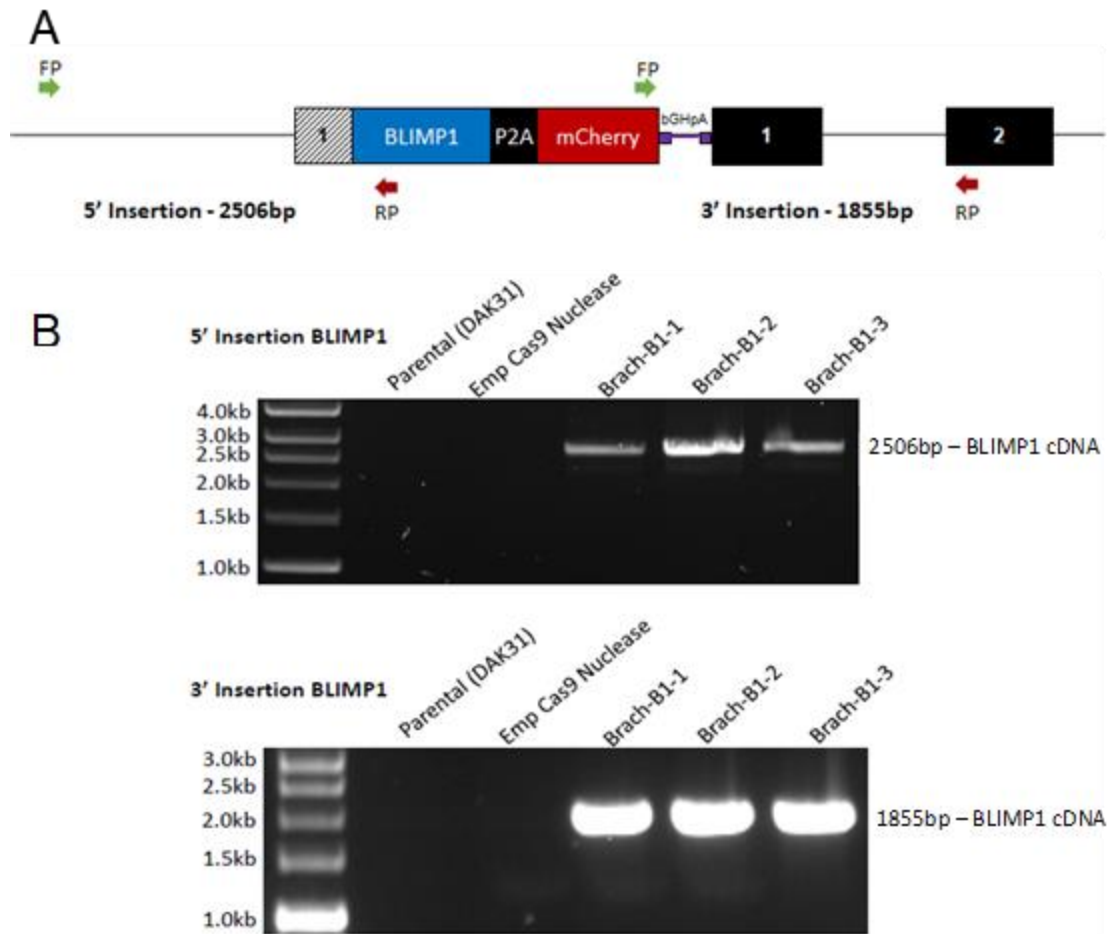 A
FP FP
bGHpA
1 BLIMP1 P2A mCherry 1 2
5’ Insertion - 2506bp RP 3’ Insertion - 1855bp RP
B
5’ Insertion BLIMP1
Parental (DAK31)
Emp Cas9 Nuclease
Brach-B1-1
Brach-B1-2
Brach-B1-3
4.0kb
3.0kb
2.5kb
2.0kb
1.5kb
1.0kb
2506bp – BLIMP1 cDNA
3’ Insertion BLIMP1
Parental (DAK31)
Emp Cas9 Nuclease
Brach-B1-1
Brach-B1-2
Brach-B1-3
3.0kb
2.5kb
2.0kb
1.5kb
1.0kb
1855bp – BLIMP1 cDNA